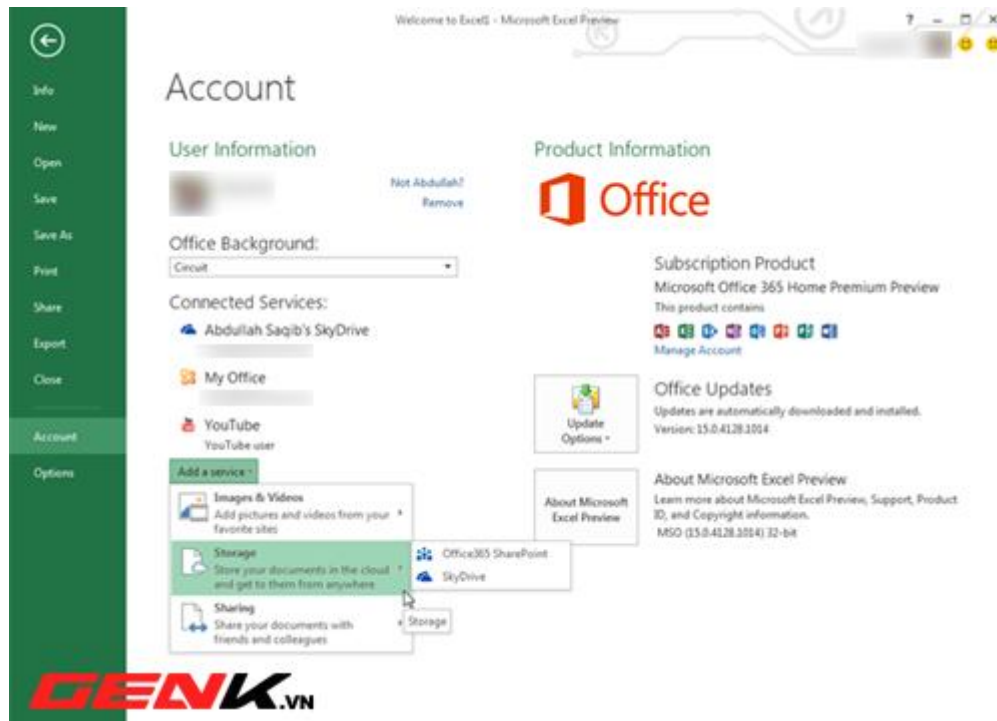 Welcome to Excel1 - Microsoft Excel Preview
?
Account
Info
New
Open
Save
Save As
Print
Share
Export
Close
Account
Options
User Information
Not Abdullah?
Remove
Office Background:
Circuit
Connected Services:
Abdullah Saqib's SkyDrive
My Office
YouTube
YouTube user
Add a service
Images & Videos
Add pictures and videos from your
favorite sites
Storage
Store your documents in the cloud
and get to them from anywhere
Sharing
Share your documents with
friends and colleagues
Office365 SharePoint
SkyDrive
Storage
Product Information
Office
Subscription Product
Microsoft Office 365 Home Premium Preview
This product contains
Manage Account
Update
Options
Office Updates
Updates are automatically downloaded and installed.
Version: 15.0.4128.1014
About Microsoft
Excel Preview
About Microsoft Excel Preview
Learn more about Microsoft Excel Preview, Support, Product
ID, and Copyright information.
MSO (15.0.4128.1014) 32-bit
GENK.VN